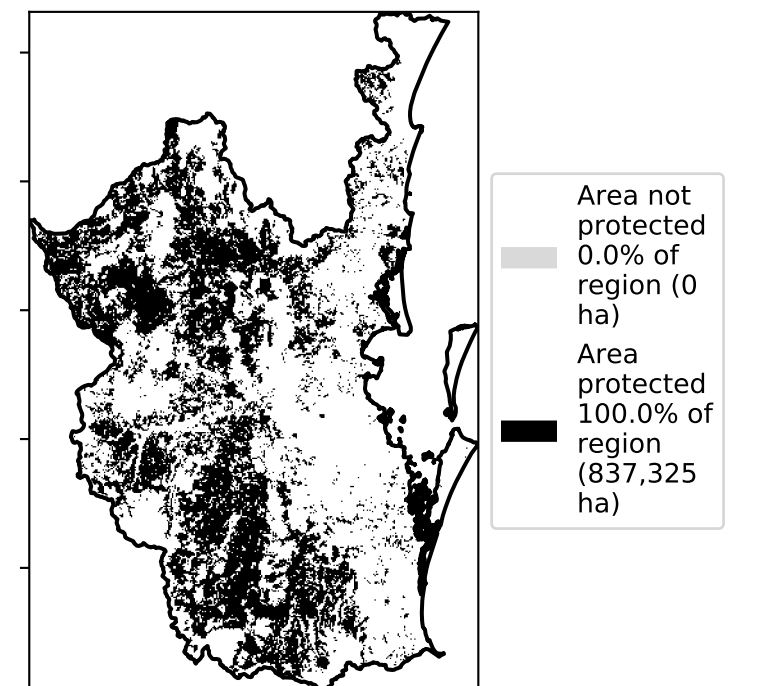 Area not
protected
0.0% of
region (0
ha)
Area
protected
100.0% of
region
(837,325
ha)